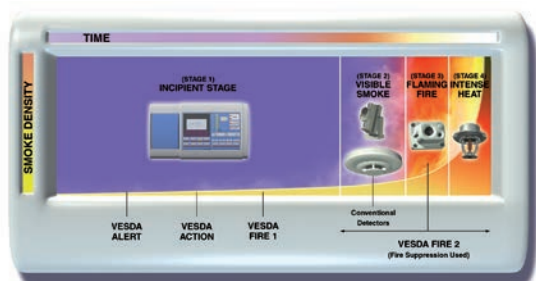 TIME
SMOKE DENSITY
(STAGE 1)
INCIPIENT STAGE
(STAGE 2)
VISIBLE
SMOKE
(STAGE 3)
FLAMING
FIRE
(STAGE 4)
INTENSE
HEAT
VESDA
ALERT
VESDA
ACTION
VESDA
FIRE 1
Conventional
Detectors
VESDA FIRE 2
(Fire Suppression Used)